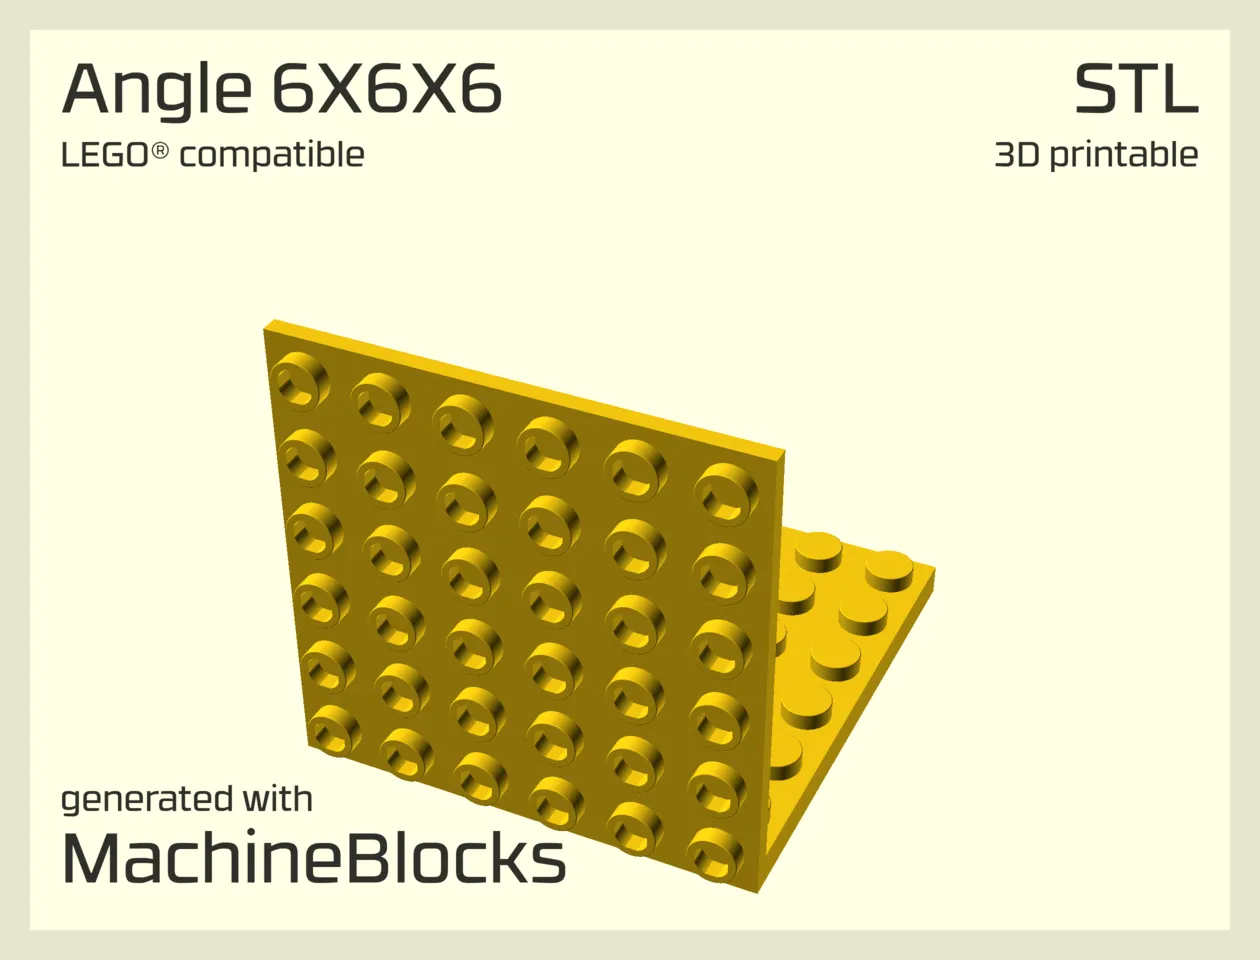 Angle 6X6X6
LEGO® compatible
STL
3D printable
generated with
MachineBlocks